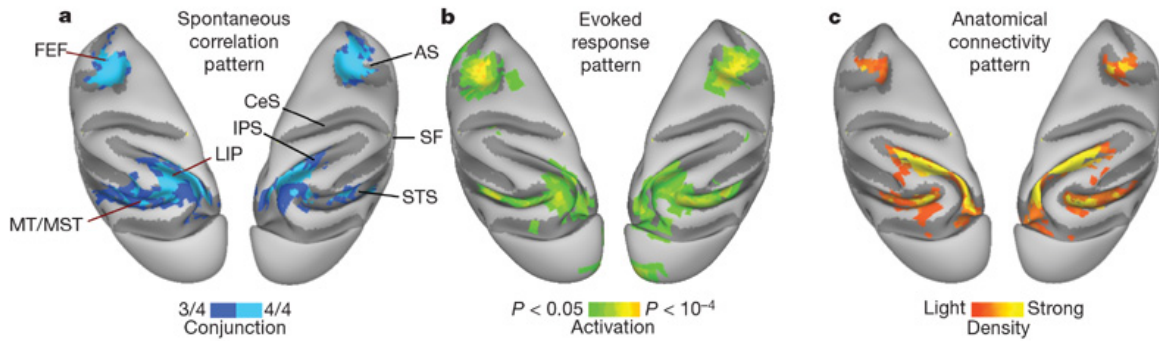 a
Spontaneous
correlation
pattern
FEF
AS
CeS
IPS
SF
LIP
STS
MT/MST
3/4 4/4
Conjunction
b
Evoked
response
pattern
P < 0.05 P < 10⁻⁴
Activation
c
Anatomical
connectivity
pattern
Light Strong
Density